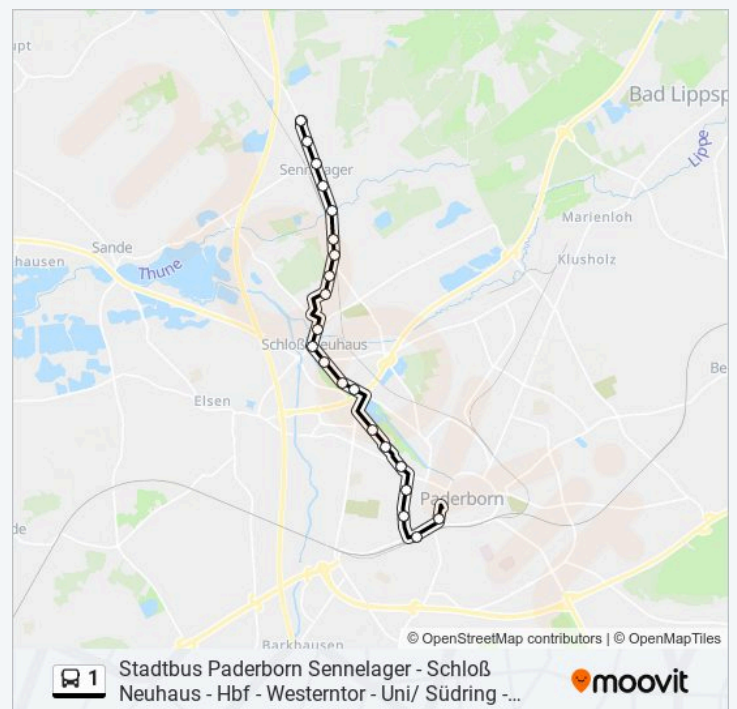 upt
Bad Lippsp
Lippe
Sennelager
Marienloh
Sande
Klusholz
hausen
Thune
Schloß Neuhaus
Be
Elsen
Paderborn
de
Barkhausen
© OpenStreetMap contributors | © OpenMapTiles
1
Stadtbus Paderborn Sennelager - Schloß
Neuhaus - Hbf - Westerntor - Uni/ Südring -...
moovit